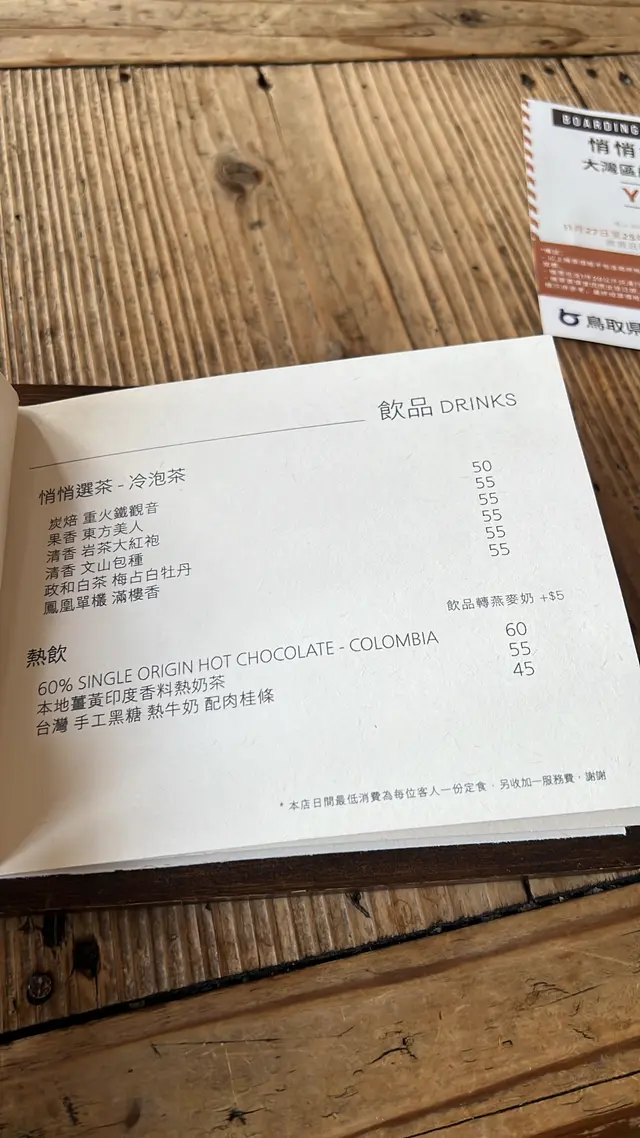 BOARDING
悄悄
大灣區
Y
11月27日至
鳥取県
飲品 DRINKS
悄悄選茶 - 冷泡茶
炭焙 重火鐵觀音 50
果香 東方美人 55
清香 岩茶大紅袍 55
清香 文山包種 55
政和白茶 梅占白牡丹 55
鳳凰單欉 滿樓香 55
飲品轉燕麥奶 +$5
熱飲
60% SINGLE ORIGIN HOT CHOCOLATE - COLOMBIA 60
本地薑黃印度香料熱奶茶 55
台灣 手工黑糖 熱牛奶 配肉桂條 45
* 本店日間最低消費為每位客人一份定食，另收加一服務費，謝謝